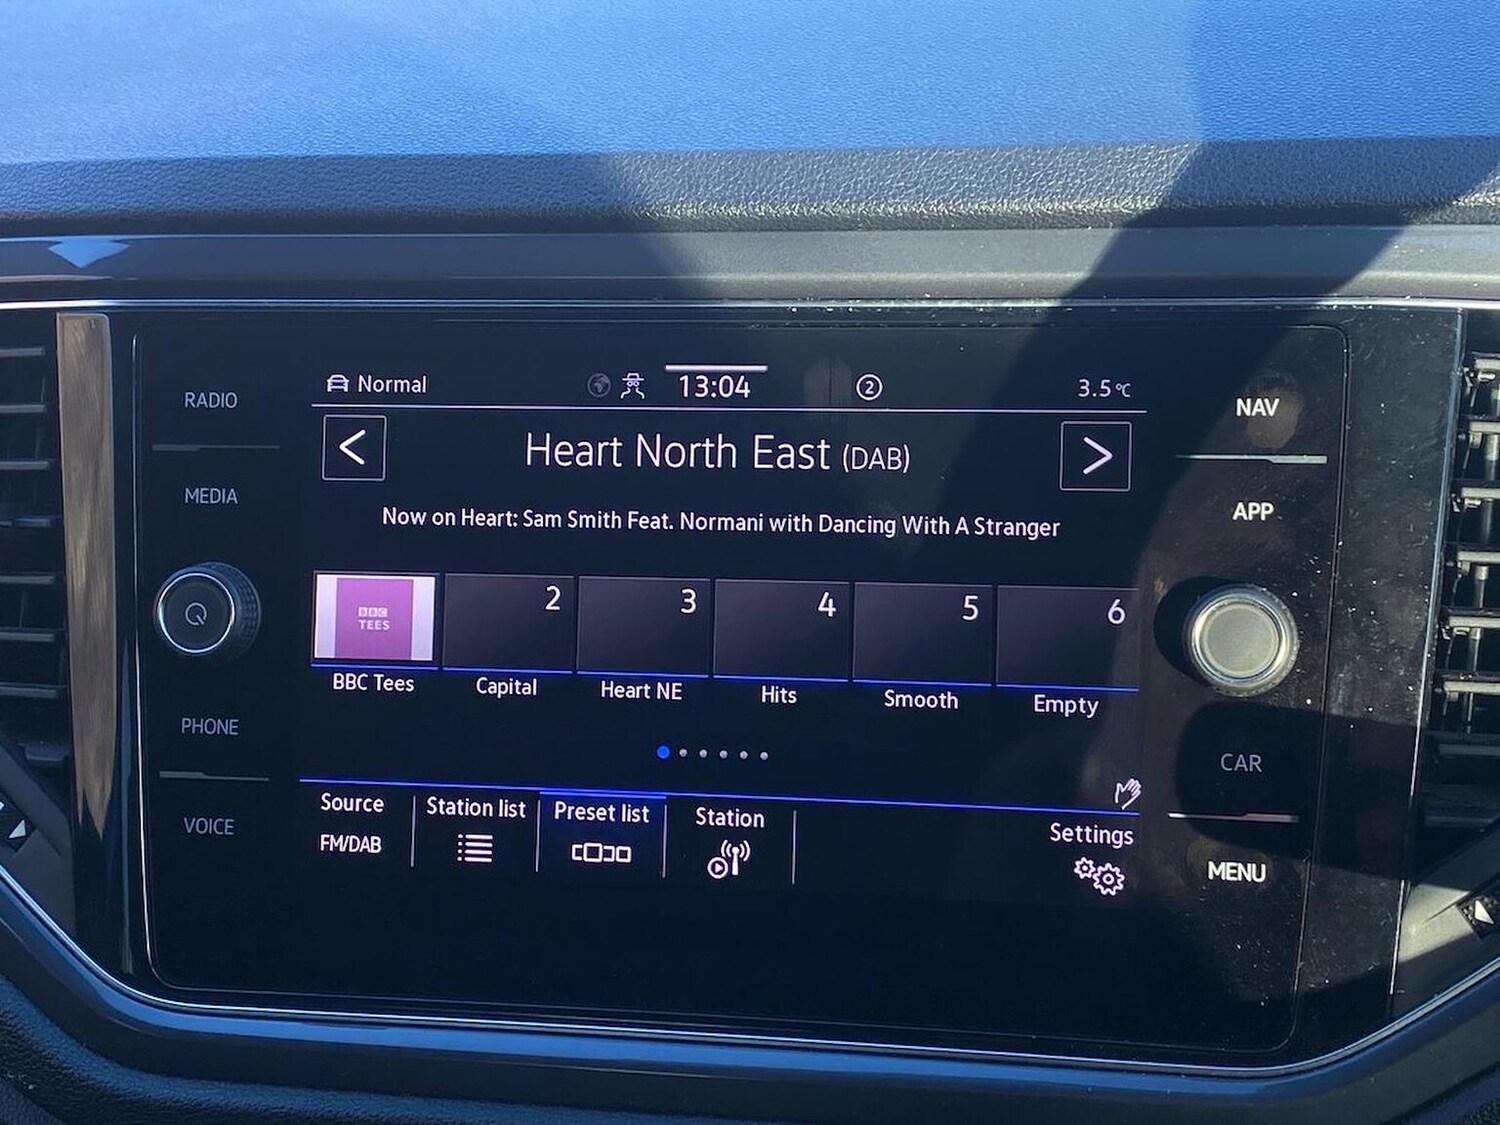 Normal 13:04 2 3.5°C
RADIO
NAV
< Heart North East (DAB) >
MEDIA
APP
Now on Heart: Sam Smith Feat. Normani with Dancing With A Stranger
BBC
TEES
2 3 4 5 6
BBC Tees Capital Heart NE Hits Smooth Empty
PHONE
CAR
VOICE
Source
FM/DAB
Station list
Preset list
Station
Settings
MENU